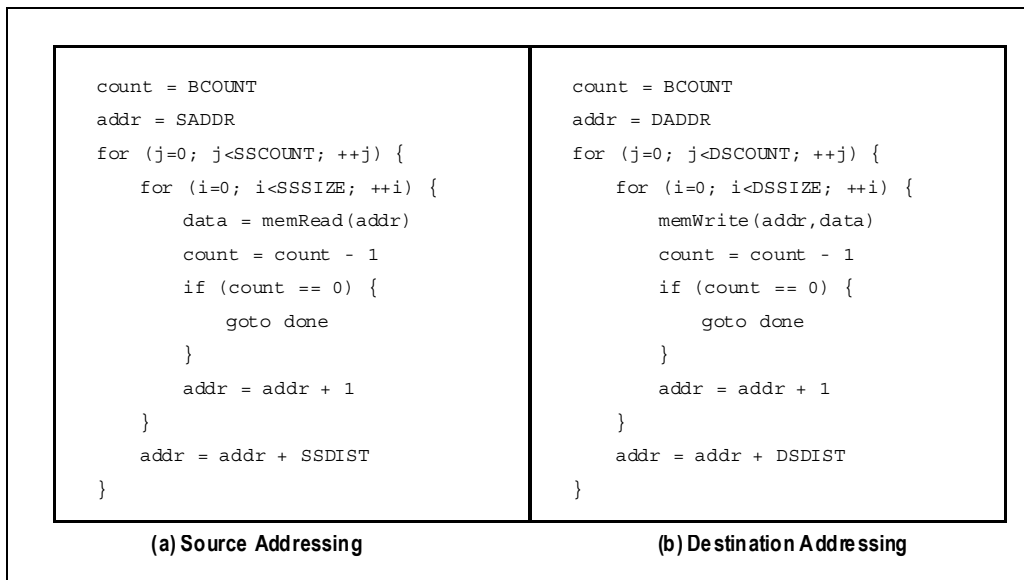 count = BCOUNT
addr = SADDR
for (j=0; j<SSCOUNT; ++j) {
for (i=0; i<SSSIZE; ++i) {
data = memRead(addr)
count = count - 1
if (count == 0) {
goto done
}
addr = addr + 1
}
addr = addr + SSDIST
}
(a) Source Addressing
count = BCOUNT
addr = DADDR
for (j=0; j<DSCOUNT; ++j) {
for (i=0; i<DSSIZE; ++i) {
memWrite(addr,data)
count = count - 1
if (count == 0) {
goto done
}
addr = addr + 1
}
addr = addr + DSDIST
}
(b) Destination Addressing